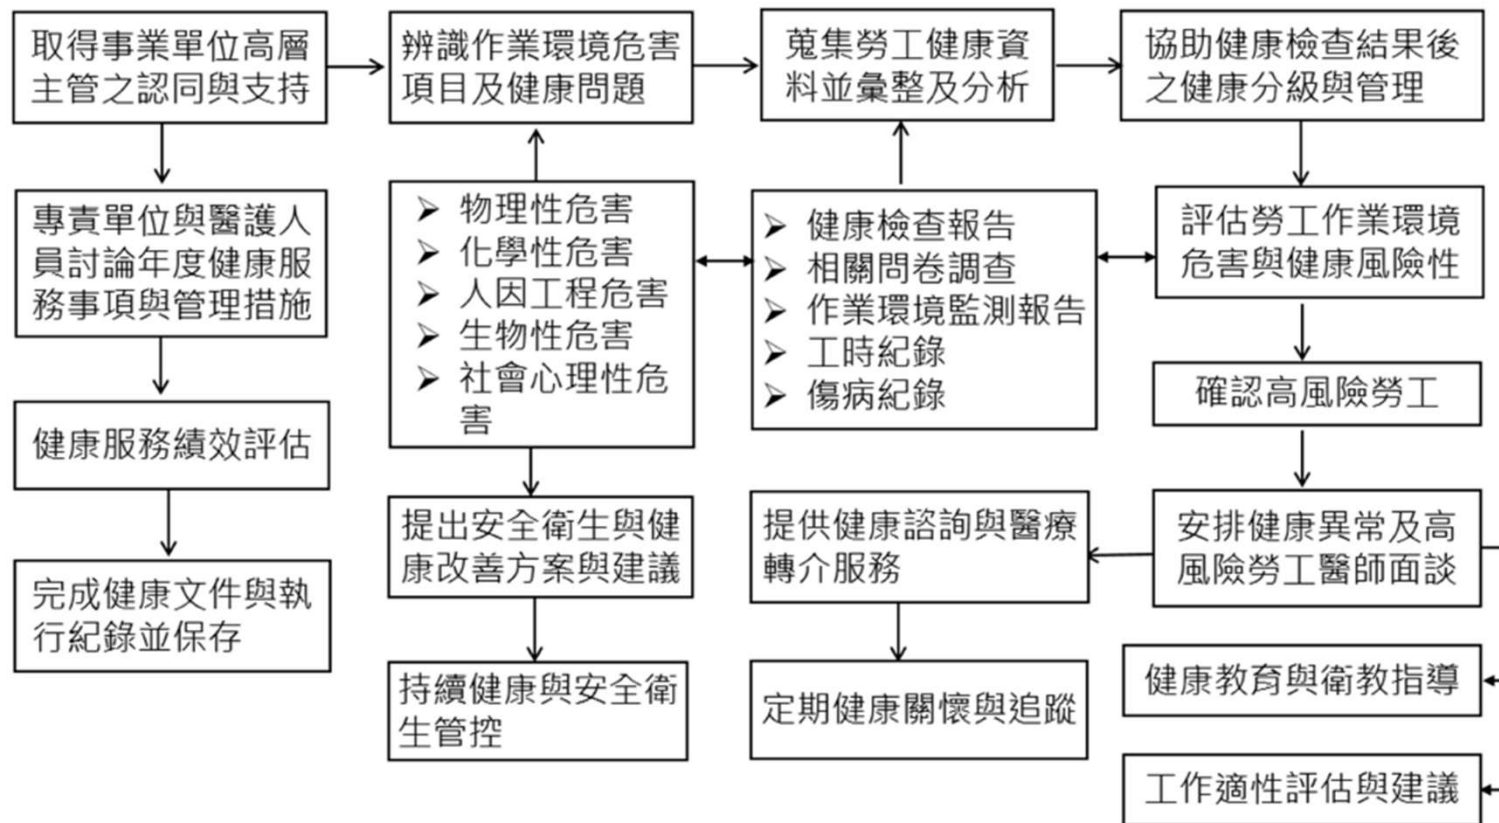 取得事業單位高層
主管之認同與支持
辨識作業環境危害
項目及健康問題
蒐集勞工健康資
料並彙整及分析
協助健康檢查結果後
之健康分級與管理
專責單位與醫護人
員討論年度健康服
務事項與管理措施
物理性危害
化學性危害
人因工程危害
生物性危害
社會心理性危
害
健康檢查報告
相關問卷調查
作業環境監測報告
工時紀錄
傷病紀錄
評估勞工作業環境
危害與健康風險性
確認高風險勞工
健康服務績效評估
提出安全衛生與健
康改善方案與建議
提供健康諮詢與醫療
轉介服務
安排健康異常及高
風險勞工醫師面談
完成健康文件與執
行紀錄並保存
持續健康與安全衛
生管控
定期健康關懷與追蹤
健康教育與衛教指導
工作適性評估與建議